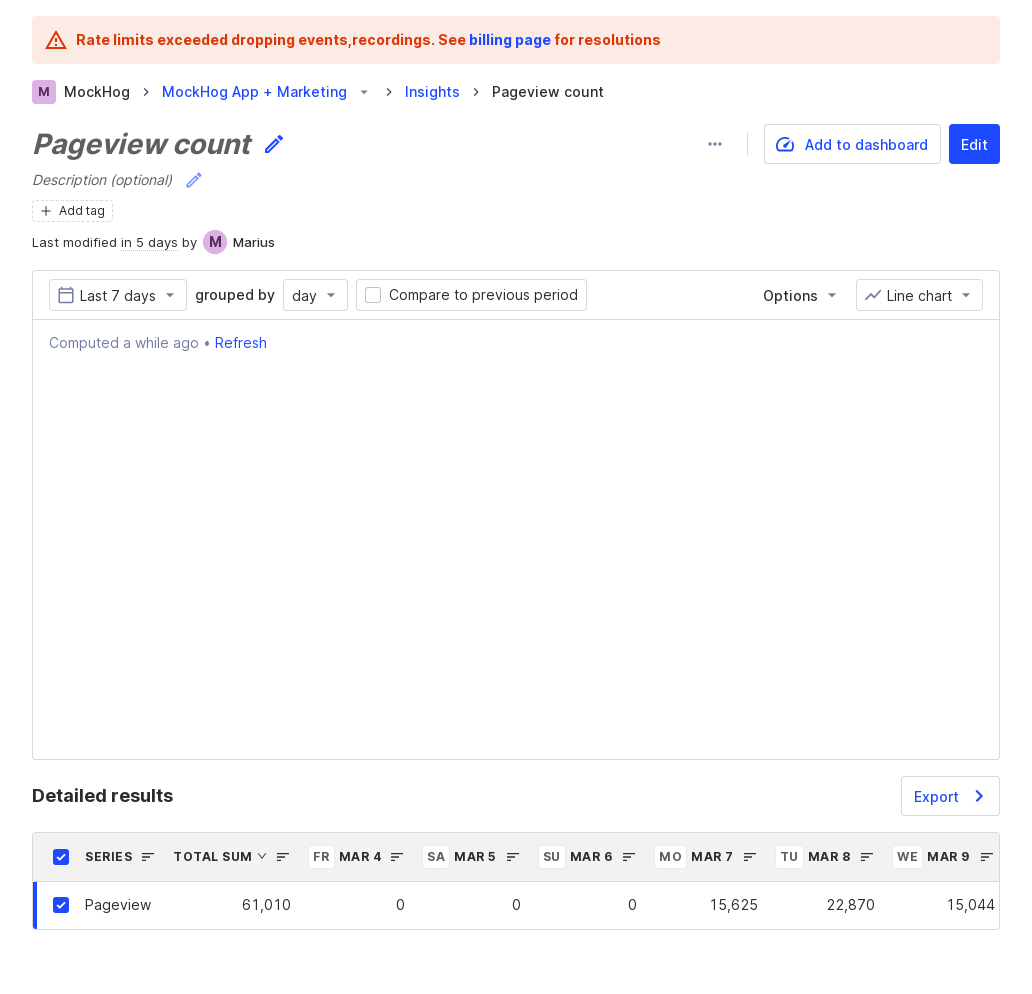 Rate limits exceeded dropping events,recordings. See billing page for resolutions
M MockHog MockHog App + Marketing Insights Pageview count
Pageview count
Add to dashboard Edit
Description (optional)
Add tag
Last modified in 5 days by M Marius
Last 7 days grouped by day Compare to previous period Options Line chart
Computed a while ago • Refresh
Detailed results Export
SERIES TOTAL SUM FR MAR 4 SA MAR 5 SU MAR 6 MO MAR 7 TU MAR 8 WE MAR 9
Pageview 61,010 0 0 0 15,625 22,870 15,044